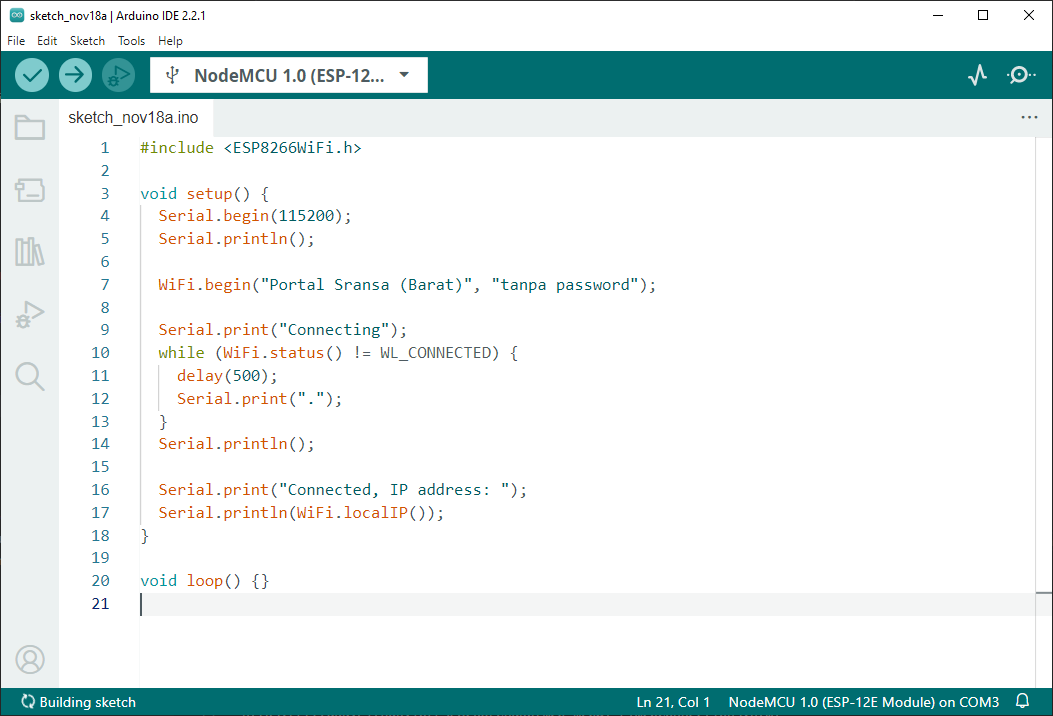 sketch_nov18a | Arduino IDE 2.2.1
File Edit Sketch Tools Help
NodeMCU 1.0 (ESP-12...
sketch_nov18a.ino
1 #include <ESP8266WiFi.h>
2
3 void setup() {
4 Serial.begin(115200);
5 Serial.println();
6
7 WiFi.begin("Portal Sransa (Barat)", "tanpa password");
8
9 Serial.print("Connecting");
10 while (WiFi.status() != WL_CONNECTED) {
11 delay(500);
12 Serial.print(".");
13 }
14 Serial.println();
15
16 Serial.print("Connected, IP address: ");
17 Serial.println(WiFi.localIP());
18 }
19
20 void loop() {}
21
Building sketch Ln 21, Col 1 NodeMCU 1.0 (ESP-12E Module) on COM3